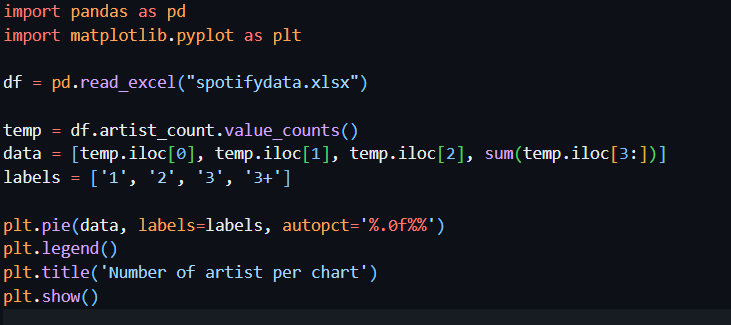 import pandas as pd
import matplotlib.pyplot as plt
df = pd.read_excel("spotifydata.xlsx")
temp = df.artist_count.value_counts()
data = [temp.iloc[0], temp.iloc[1], temp.iloc[2], sum(temp.iloc[3:])]
labels = ['1', '2', '3', '3+']
plt.pie(data, labels=labels, autopct='%.0f%%')
plt.legend()
plt.title('Number of artist per chart')
plt.show()